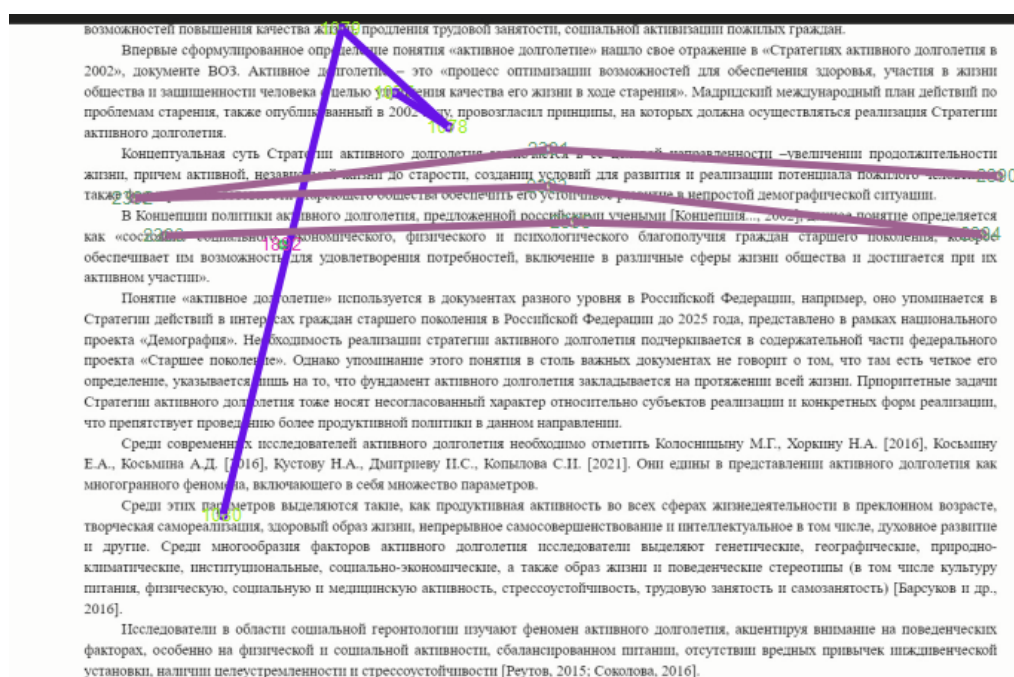 возможностей повышения качества жизни, продления трудовой занятости, социальной активизации пожилых граждан.
Впервые сформулированное определение понятия «активное долголетие» нашло свое отражение в «Стратегиях активного долголетия в
2002», документе ВОЗ. Активное долголетие – это «процесс оптимизации возможностей для обеспечения здоровья, участия в жизни
общества и защищенности человека с целью улучшения качества его жизни в ходе старения». Мадридский международный план действий по
проблемам старения, также опубликованный в 2002 году, провозгласил принципы, на которых должна осуществляться реализация Стратегии
активного долголетия.
Концептуальная суть Стратегии активного долголетия в ее целевой направленности –увеличении продолжительности
жизни, причем активной, независимой жизни до старости, создании условий для развития и реализации потенциала пожилого
также обеспечить его устойчивое в непростой демографической ситуации.
В Концепции политики активного долголетия, предложенной российскими учеными [Концепция..., 2002], данное понятие определяется
как «состояние социального, экономического, физического и психологического благополучия граждан старшего поколения, которое
обеспечивает им возможность для удовлетворения потребностей, включение в различные сферы жизни общества и достигается при их
активном участии».
Понятие «активное долголетие» используется в документах разного уровня в Российской Федерации, например, оно упоминается в
Стратегии действий в интересах граждан старшего поколения в Российской Федерации до 2025 года, представлено в рамках национального
проекта «Демография». Необходимость реализации стратегии активного долголетия подчеркивается в содержательной части федерального
проекта «Старшее поколение». Однако упоминание этого понятия в столь важных документах не говорит о том, что там есть четкое его
определение, указывается лишь на то, что фундамент активного долголетия закладывается на протяжении всей жизни. Приоритетные задачи
Стратегии активного долголетия тоже носят несогласованный характер относительно субъектов реализации и конкретных форм реализации,
что препятствует проведению более продуктивной политики в данном направлении.
Среди современных исследователей активного долголетия необходимо отметить Колосницыну М.Г., Хоркину Н.А. [2016], Косьмину
Е.А., Косьмина А.Д. [2016], Кустову Н.А., Дмитриеву И.С., Копылова С.И. [2021]. Они едины в представлении активного долголетия как
многогранного феномена, включающего в себя множество параметров.
Среди этих параметров выделяются такие, как продуктивная активность во всех сферах жизнедеятельности в преклонном возрасте,
творческая самореализация, здоровый образ жизни, непрерывное самосовершенствование и интеллектуальное в том числе, духовное развитие
и другие. Среди многообразия факторов активного долголетия исследователи выделяют генетические, географические, природно-
климатические, институциональные, социально-экономические, а также образ жизни и поведенческие стереотипы (в том числе культуру
питания, физическую, социальную и медицинскую активность, стрессоустойчивость, трудовую занятость и самозанятость) [Барсуков и др.,
2016].
Исследователи в области социальной геронтологии изучают феномен активного долголетия, акцентируя внимание на поведенческих
факторах, особенно на физической и социальной активности, сбалансированном питании, отсутствии вредных привычек иждивенческой
установки, наличии целеустремленности и стрессоустойчивости [Реутов, 2015; Соколова, 2016].